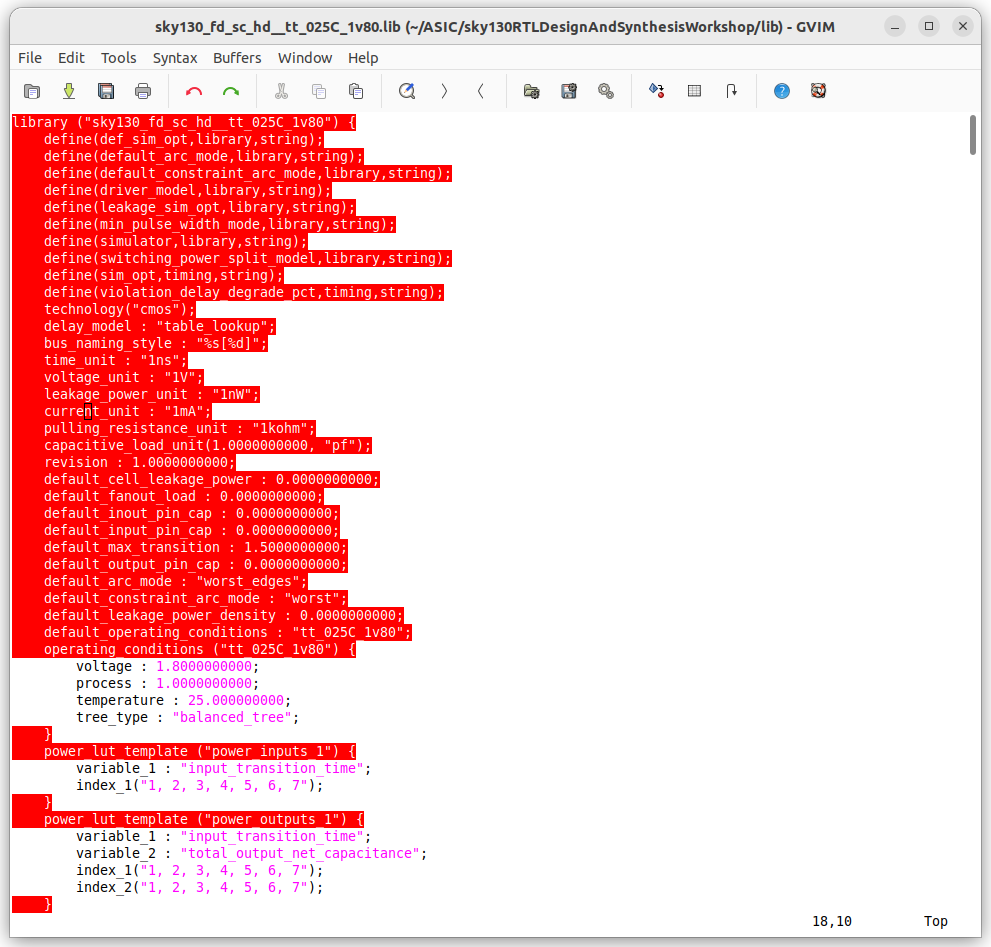 sky130_fd_sc_hd__tt_025C_1v80.lib (~/ASIC/sky130RTLDesignAndSynthesisWorkshop/lib) - GVIM
File Edit Tools Syntax Buffers Window Help
library ("sky130_fd_sc_hd__tt_025C_1v80") {
    define(def_sim_opt,library,string);
    define(default_arc_mode,library,string);
    define(default_constraint_arc_mode,library,string);
    define(driver_model,library,string);
    define(leakage_sim_opt,library,string);
    define(min_pulse_width_mode,library,string);
    define(simulator,library,string);
    define(switching_power_split_model,library,string);
    define(sim_opt,timing,string);
    define(violation_delay_degrade_pct,timing,string);
    technology("cmos");
    delay_model : "table_lookup";
    bus_naming_style : "%s[%d]";
    time_unit : "1ns";
    voltage_unit : "1V";
    leakage_power_unit : "1nW";
    current_unit : "1mA";
    pulling_resistance_unit : "1kohm";
    capacitive_load_unit(1.0000000000, "pf");
    revision : 1.0000000000;
    default_cell_leakage_power : 0.0000000000;
    default_fanout_load : 0.0000000000;
    default_inout_pin_cap : 0.0000000000;
    default_input_pin_cap : 0.0000000000;
    default_max_transition : 1.5000000000;
    default_output_pin_cap : 0.0000000000;
    default_arc_mode : "worst_edges";
    default_constraint_arc_mode : "worst";
    default_leakage_power_density : 0.0000000000;
    default_operating_conditions : "tt_025C_1v80";
    operating_conditions ("tt_025C_1v80") {
        voltage : 1.8000000000;
        process : 1.0000000000;
        temperature : 25.000000000;
        tree_type : "balanced_tree";
    }
    power_lut_template ("power_inputs_1") {
        variable_1 : "input_transition_time";
        index_1("1, 2, 3, 4, 5, 6, 7");
    }
    power_lut_template ("power_outputs_1") {
        variable_1 : "input_transition_time";
        variable_2 : "total_output_net_capacitance";
        index_1("1, 2, 3, 4, 5, 6, 7");
        index_2("1, 2, 3, 4, 5, 6, 7");
    }
18,10 Top